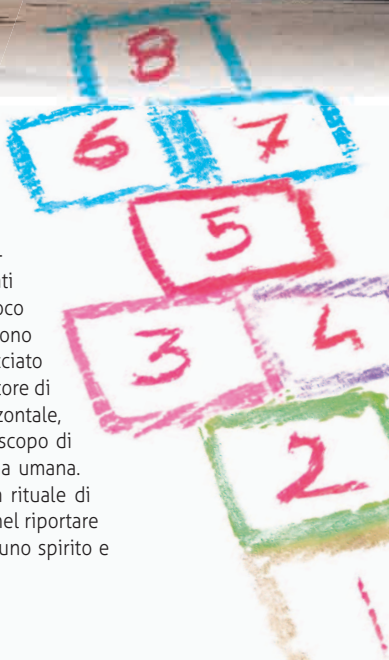 8
6 7
5
3 4
2
1
ti
oco
ono
ciato
tore di
zontale,
scopo di
a umana.
rituale di
nel riportare
uno spirito e